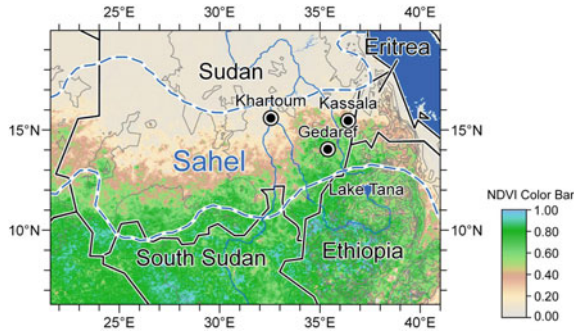 25°E 30°E 35°E 40°E
Eritrea
Sudan
Khartoum
Kassala
15°N 15°N
Gedaref
Sahel
Lake Tana
NDVI Color Bar
1.00
0.80
0.60
0.40
0.20
0.00
10°N 10°N
South Sudan
Ethiopia
25°E 30°E 35°E 40°E